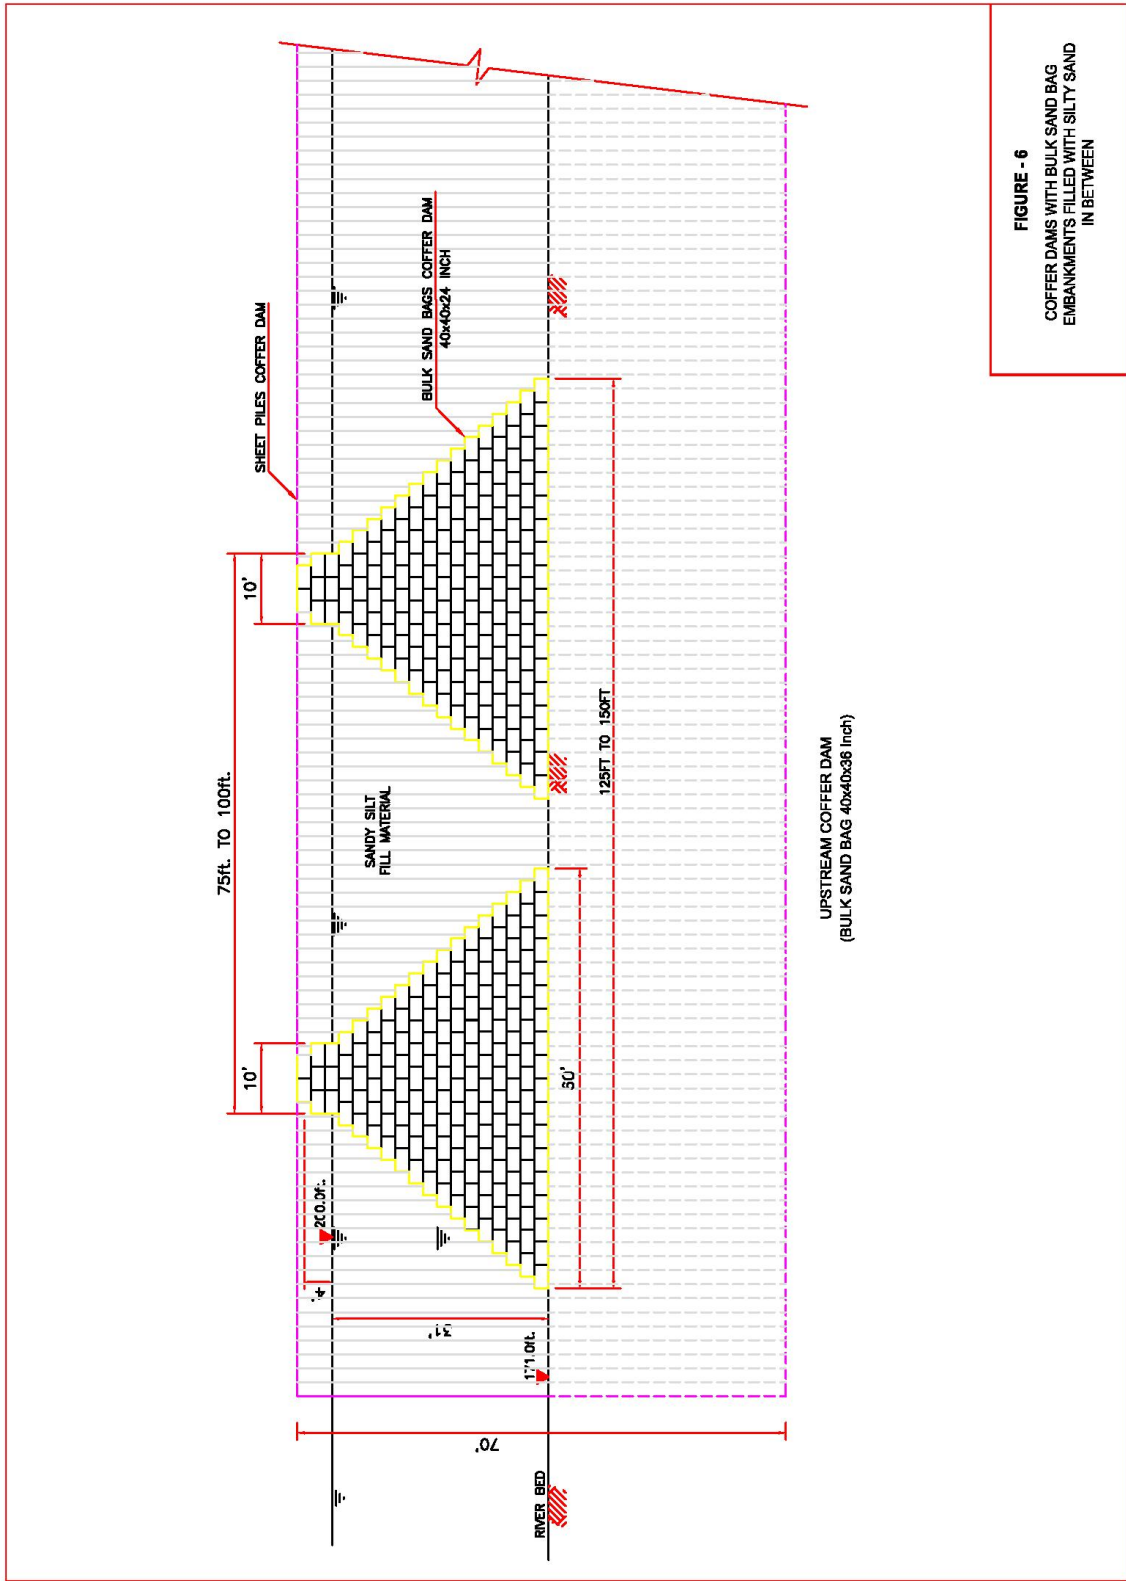 SHEET PILES COFFER DAM
BULK SAND BAGS COFFER DAM
40x40x24 INCH
75ft. TO 100ft.
10'
10'
SANDY SILT
FILL MATERIAL
200.0ft.
4'
31'
171.0ft.
RIVER BED
70'
60'
125FT TO 150FT
UPSTREAM COFFER DAM
(BULK SAND BAG 40x40x36 Inch)
FIGURE - 6
COFFER DAMS WITH BULK SAND BAG
EMBANKMENTS FILLED WITH SILTY SAND
IN BETWEEN